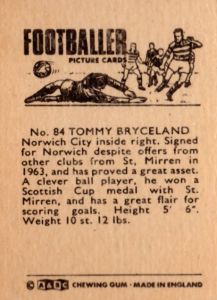 FOOTBALLER
PICTURE CARDS
No. 84 TOMMY BRYCELAND
Norwich City inside right. Signed
for Norwich despite offers from
other clubs from St, Mirren in
1963, and has proved a great asset.
A clever ball player, he won a
Scottish Cup medal with St.
Mirren, and has a great flair for
scoring goals. Height 5' 6".
Weight 10 st. 12 lbs.
© A&BC CHEWING GUM · MADE IN ENGLAND